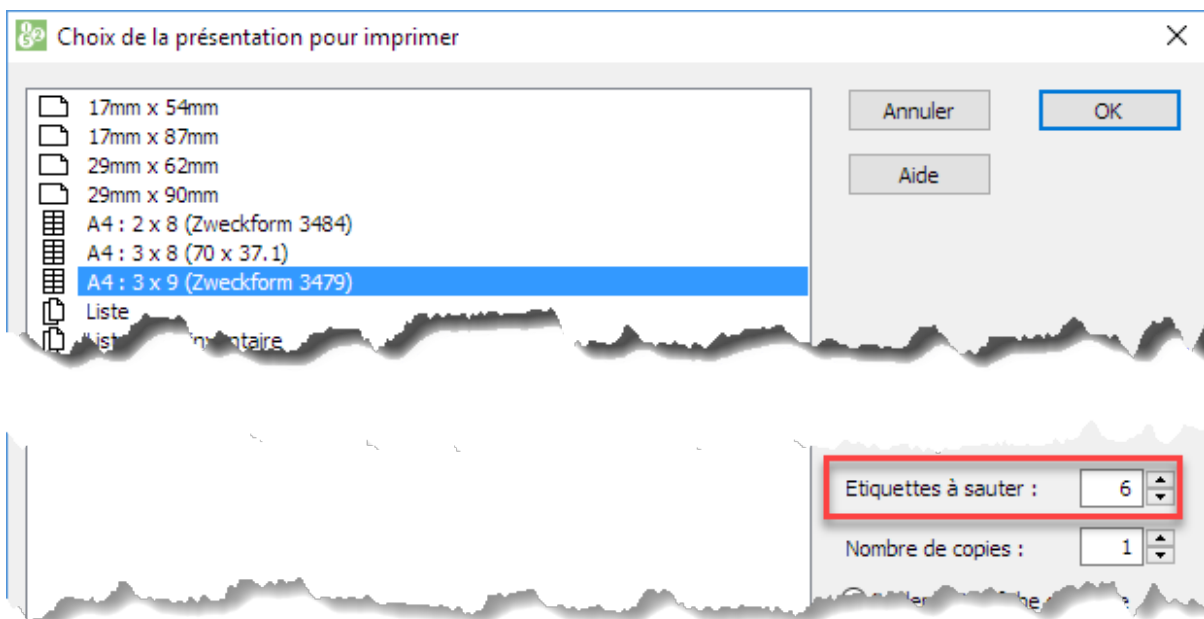 Choix de la présentation pour imprimer
17mm x 54mm
17mm x 87mm
29mm x 62mm
29mm x 90mm
A4 : 2 x 8 (Zweckform 3484)
A4 : 3 x 8 (70 x 37.1)
A4 : 3 x 9 (Zweckform 3479)
Liste
Annuler
OK
Aide
Etiquettes à sauter : 6
Nombre de copies : 1